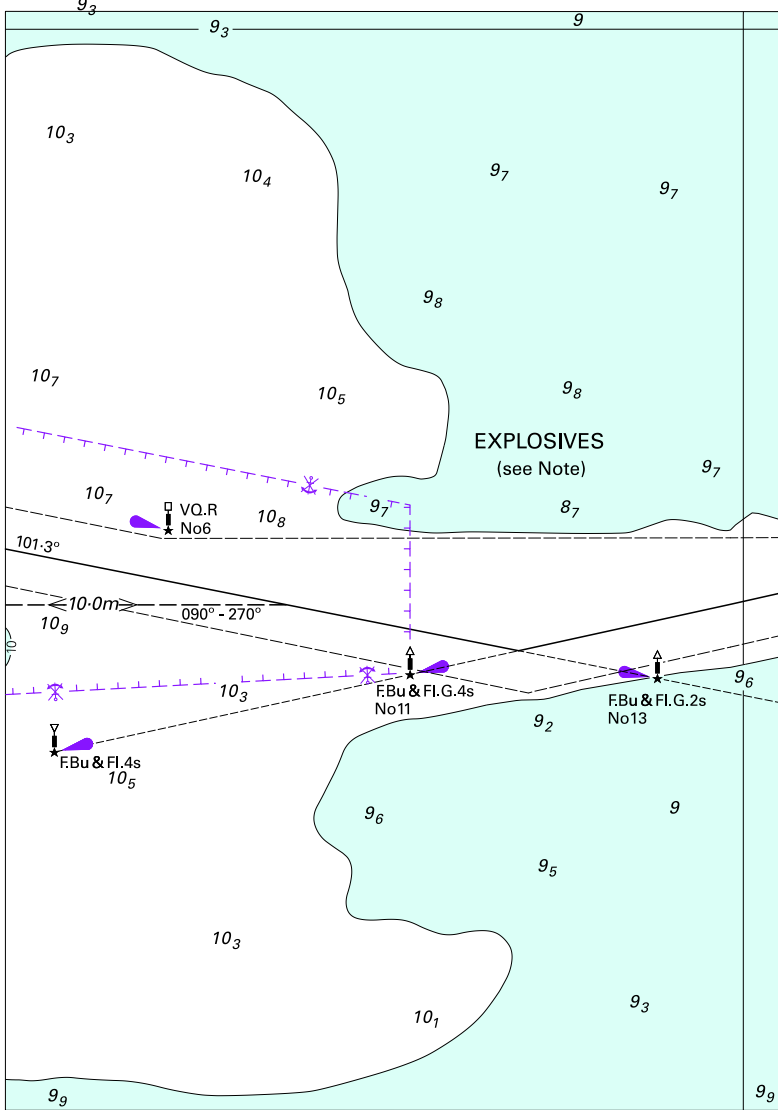 9₃
9₃ 9
10₃
10₄ 9₇ 9₇
9₈
10₇ 10₅ 9₈
EXPLOSIVES
(see Note)
9₇
10₇ VQ.R
No6
10₈ 9₇ 8₇
101·3°
10·0m
090° - 270°
10₉
10
10₃
F.Bu & Fl.G.4s
No11
F.Bu & Fl.G.2s
No13
9₆
9₂
F.Bu & Fl.4s
10₅
9₆ 9
9₅
10₃
9₃
10₁
9₉ 9₉